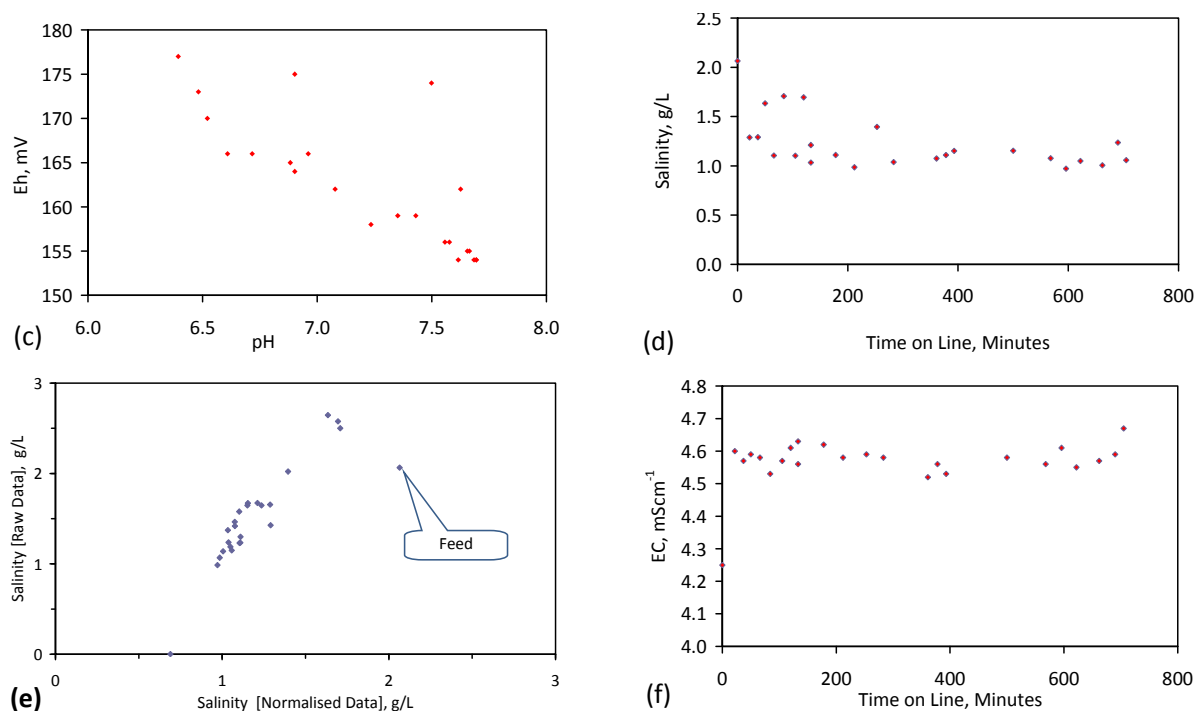 180
175
170
165
160
155
150
Eh, mV
6.0 6.5 7.0 7.5 8.0
pH
(c)
2.5
2.0
1.5
1.0
0.5
0.0
Salinity, g/L
0 200 400 600 800
Time on Line, Minutes
(d)
3
2
1
0
Salinity [Raw Data], g/L
Feed
0 1 2 3
Salinity [Normalised Data], g/L
(e)
4.8
4.7
4.6
4.5
4.4
4.3
4.2
4.1
4.0
EC, mScm⁻¹
0 200 400 600 800
Time on Line, Minutes
(f)